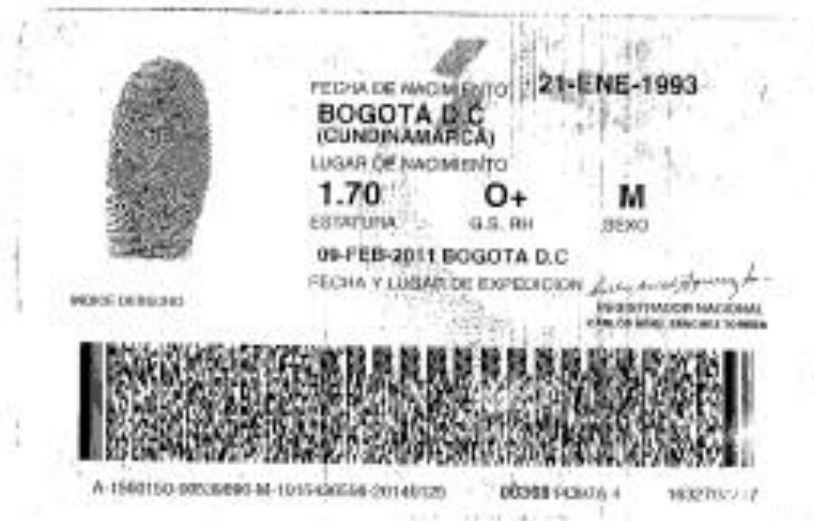 FECHA DE NACIMIENTO 21-ENE-1993
BOGOTA D.C
(CUNDINAMARCA)
LUGAR DE NACIMIENTO
1.70 O+ M
ESTATURA G.S. RH SEXO
09-FEB-2011 BOGOTA D.C
FECHA Y LUGAR DE EXPEDICION
INDICE DERECHO
REGISTRADOR NACIONAL